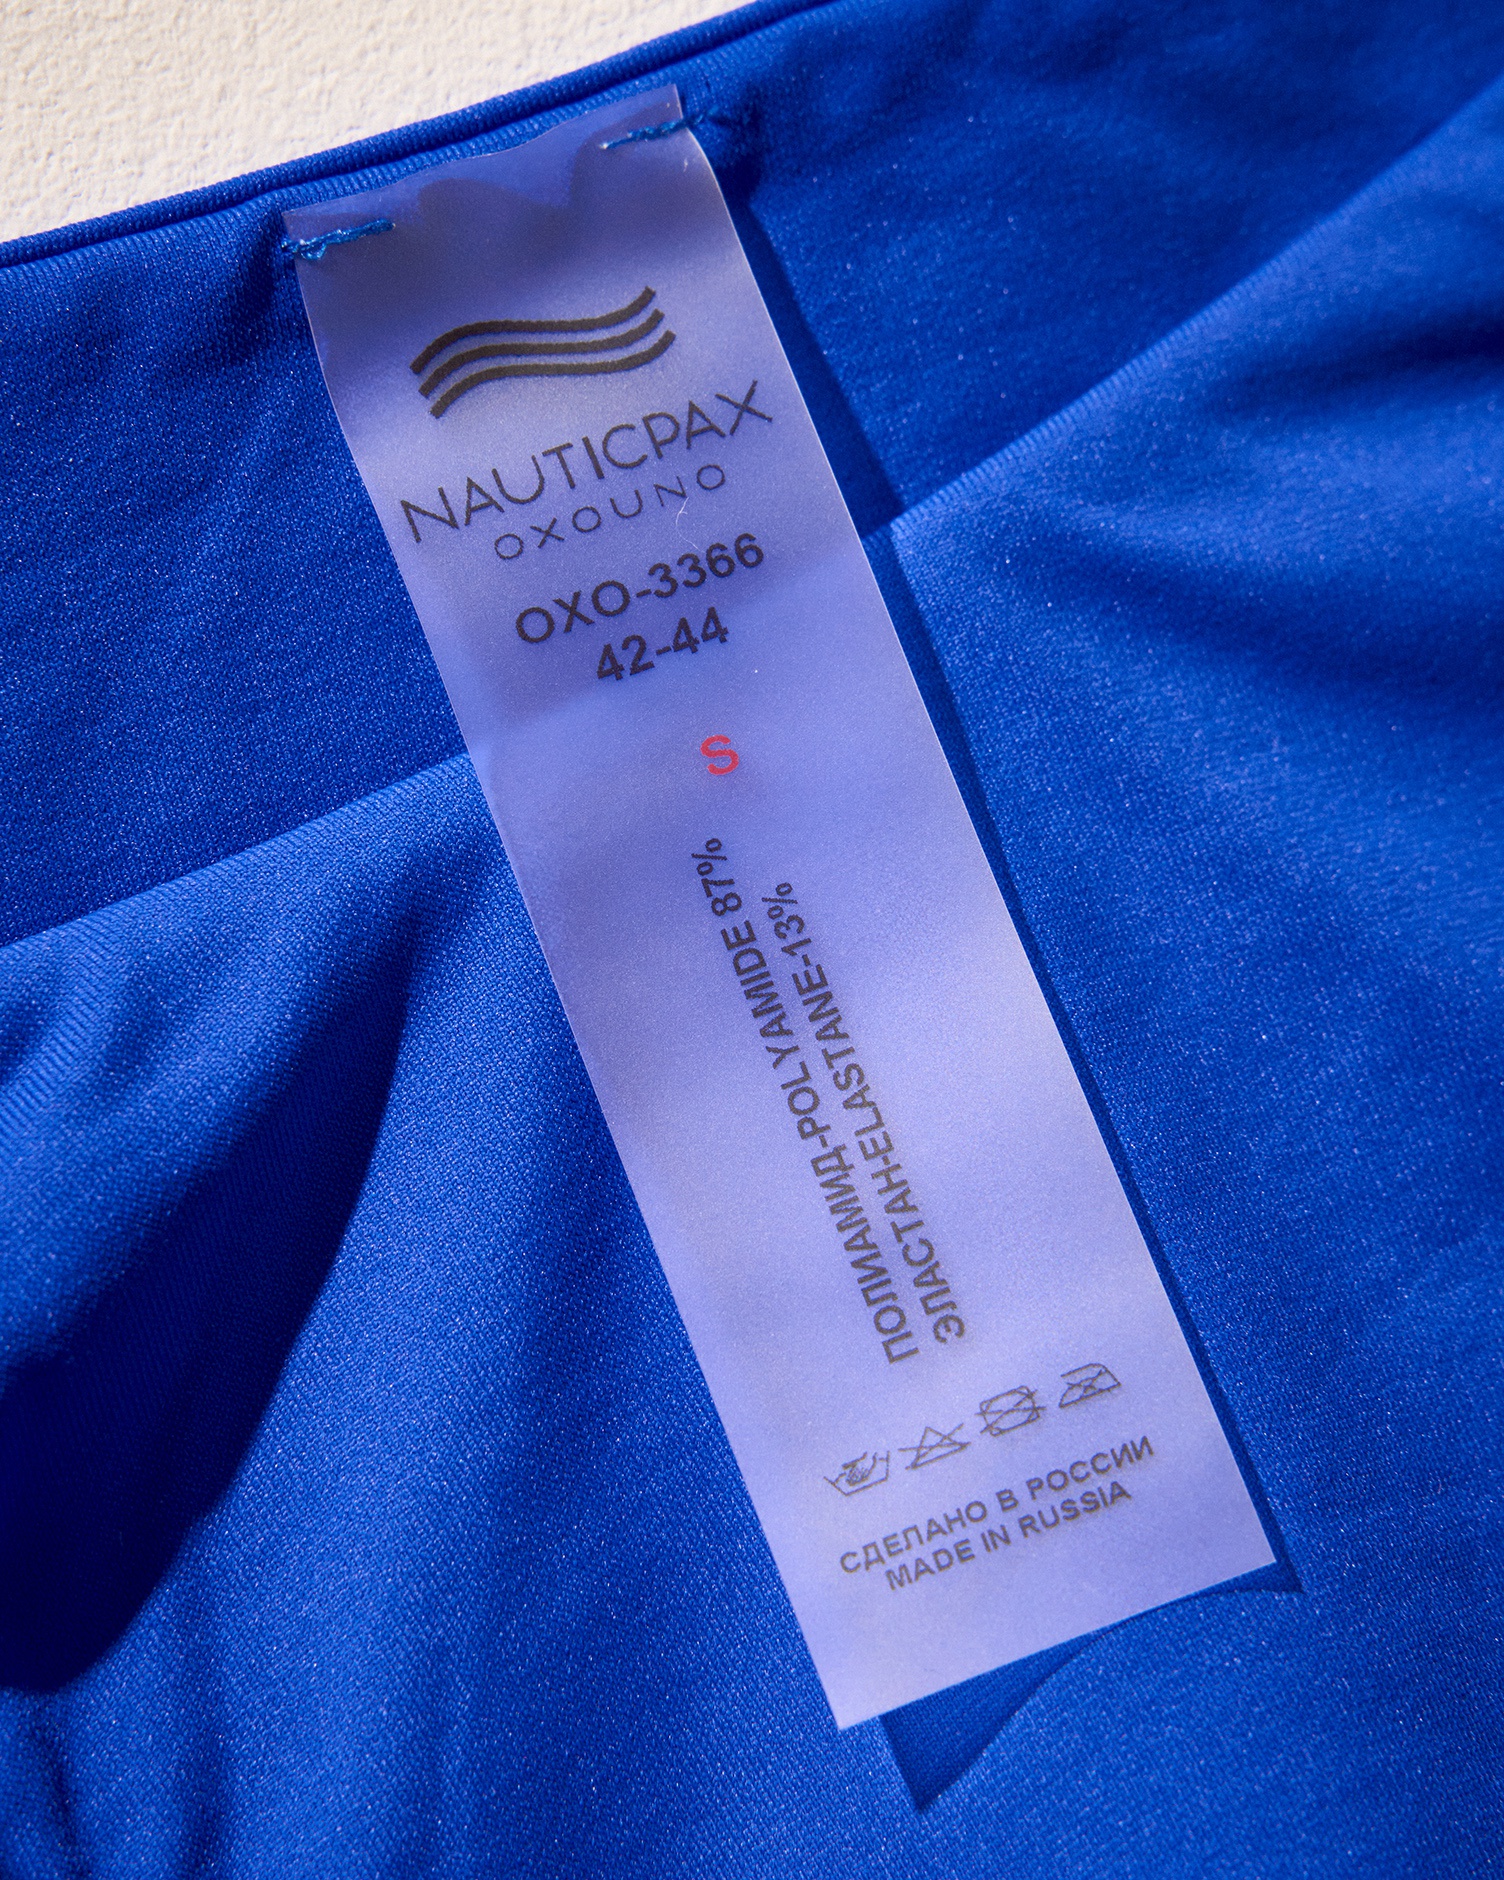 NAUTICPAX
OXOUNO
OXO-3366
42-44
S
ПОЛИАМИД-POLYAMIDE 87%
ЭЛАСТАН-ELASTANE-13%
СДЕЛАНО В РОССИИ
MADE IN RUSSIA